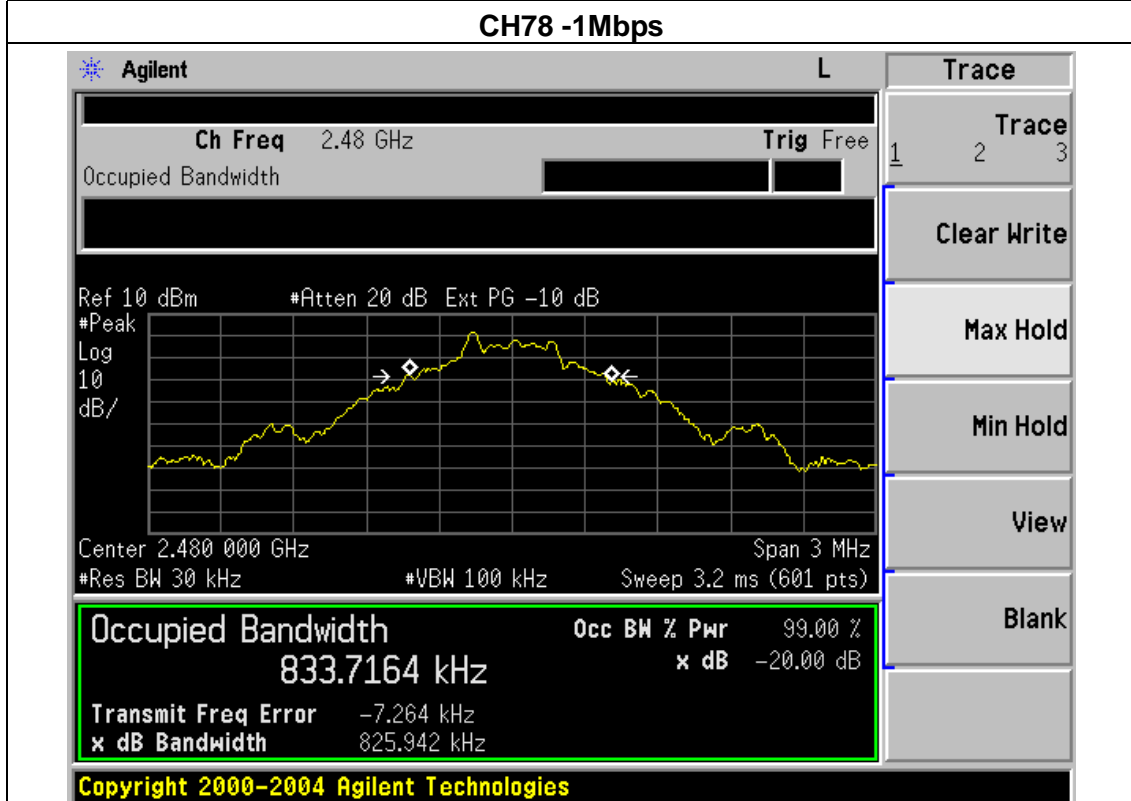 CH78 -1Mbps
Agilent L Trace
Ch Freq 2.48 GHz Trig Free
Occupied Bandwidth
Trace
1 2 3
Clear Write
Max Hold
Min Hold
View
Blank
Ref 10 dBm #Atten 20 dB Ext PG -10 dB
#Peak
Log
10
dB/
Center 2.480 000 GHz Span 3 MHz
#Res BW 30 kHz #VBW 100 kHz Sweep 3.2 ms (601 pts)
Occupied Bandwidth Occ BW % Pwr 99.00 %
833.7164 kHz x dB -20.00 dB
Transmit Freq Error -7.264 kHz
x dB Bandwidth 825.942 kHz
Copyright 2000-2004 Agilent Technologies